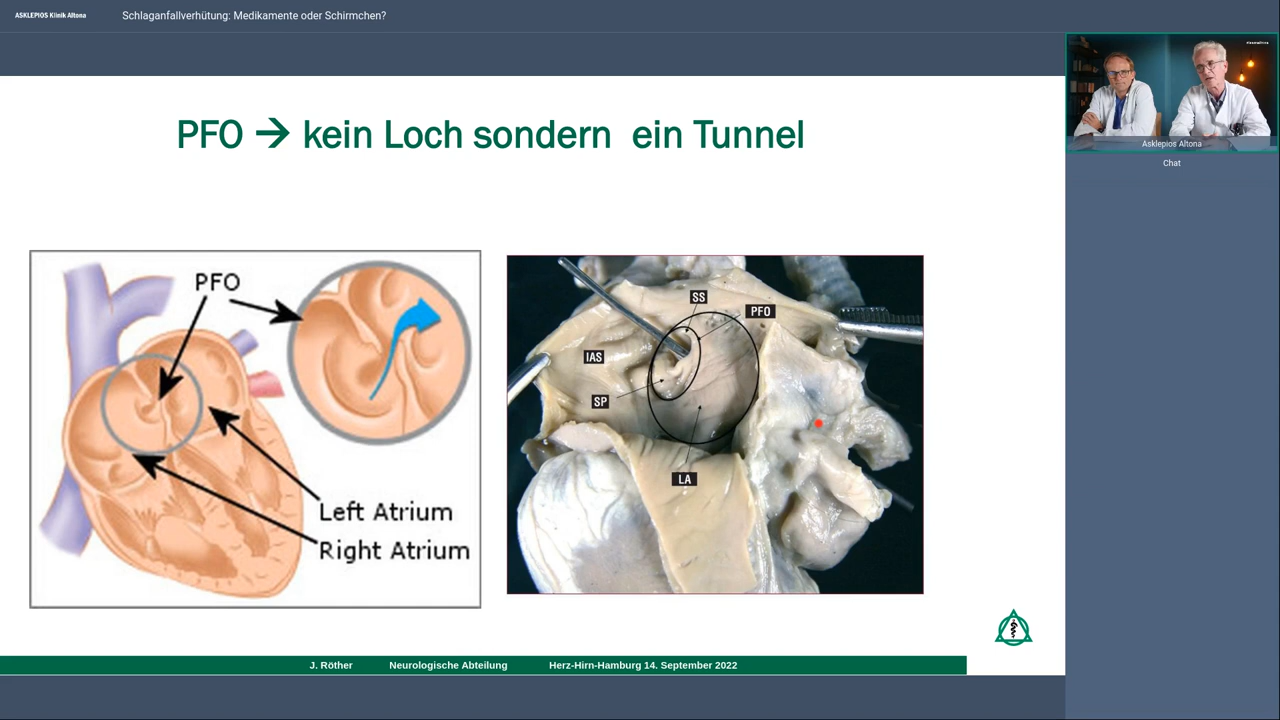 ASKLEPIOS Klinik Altona
Schlaganfallverhütung: Medikamente oder Schirmchen?
PFO → kein Loch sondern ein Tunnel
PFO
Left Atrium
Right Atrium
SS
PFO
IAS
SP
LA
Asklepios Altona
Chat
J. Röther Neurologische Abteilung Herz-Hirn-Hamburg 14. September 2022